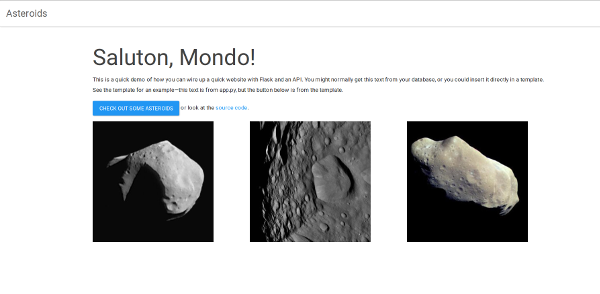 Asteroids
Saluton, Mondo!
This is a quick demo of how you can wire up a quick website with Flask and an API. You might normally get this text from your database, or you could insert it directly in a template.
See the template for an example—this text is from app.py, but the button below is from the template.
CHECK OUT SOME ASTEROIDS or look at the source code.